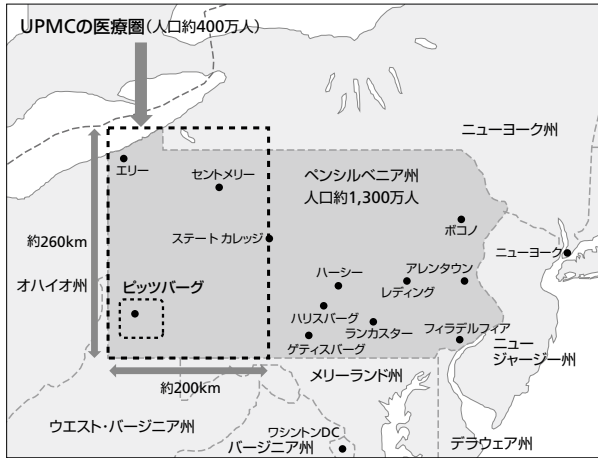 UPMCの医療圏(人口約400万人)
ニューヨーク州
エリー
セントメリー
ペンシルベニア州
人口約1,300万人
ポコノ
約260km
ステート カレッジ
ニューヨーク
オハイオ州
ピッツバーグ
ハーシー
アレンタウン
レディング
ハリスバーグ
ランカスター
フィラデルフィア
ゲティスバーグ
ニュー
ジャージー州
約200km
メリーランド州
ウエスト・バージニア州
ワシントンDC
バージニア州
デラウェア州